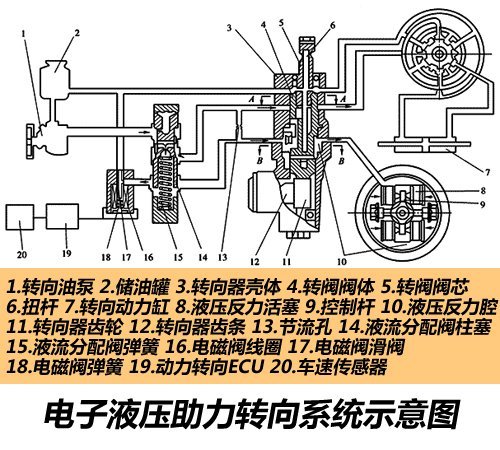 1
2
3
4
5
6
A
A
B
B
7
8
9
10
11
12
13
14
15
16
17
18
19
20
1.转向油泵 2.储油罐 3.转向器壳体 4.转阀阀体 5.转阀阀芯
6.扭杆 7.转向动力缸 8.液压反力活塞 9.控制杆 10.液压反力腔
11.转向器齿轮 12.转向器齿条 13.节流孔 14.液流分配阀柱塞
15.液流分配阀弹簧 16.电磁阀线圈 17.电磁阀滑阀
18.电磁阀弹簧 19.动力转向ECU 20.车速传感器
电子液压助力转向系统示意图